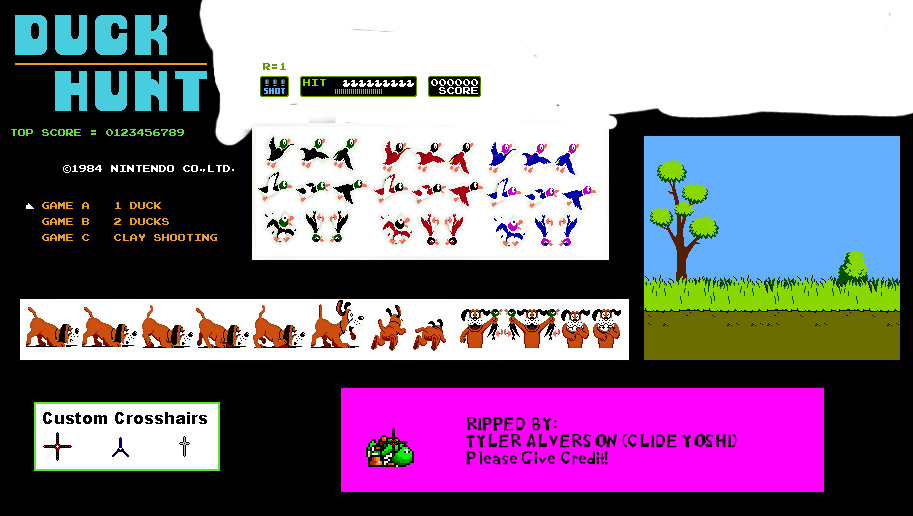 DUCK
HUNT
R=1
SHOT
HIT
000000
SCORE
TOP SCORE = 0123456789
©1984 NINTENDO CO.,LTD.
GAME A 1 DUCK
GAME B 2 DUCKS
GAME C CLAY SHOOTING
Custom Crosshairs
RIPPED BY:
TYLER ALVERSON (CLIDE YOSHI)
Please Give Credit!